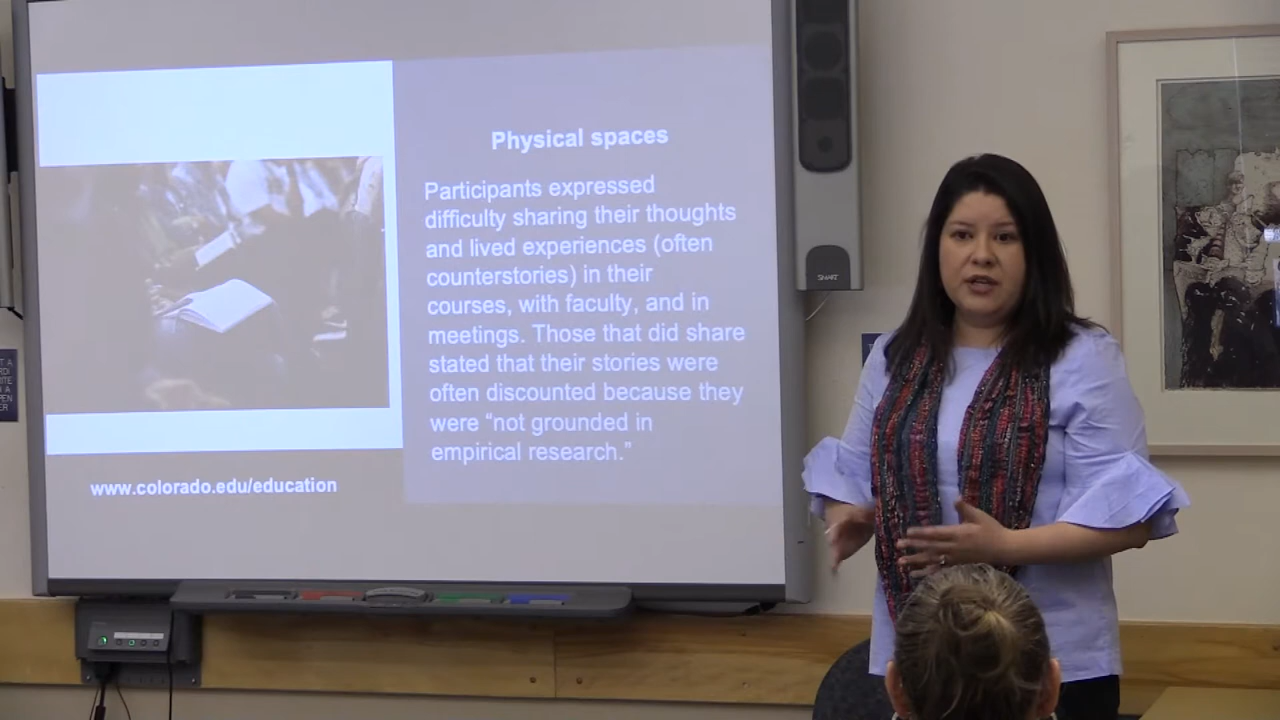 Physical spaces
Participants expressed
difficulty sharing their thoughts
and lived experiences (often
counterstories) in their
courses, with faculty, and in
meetings. Those that did share
stated that their stories were
often discounted because they
were “not grounded in
empirical research.”
www.colorado.edu/education
SMART